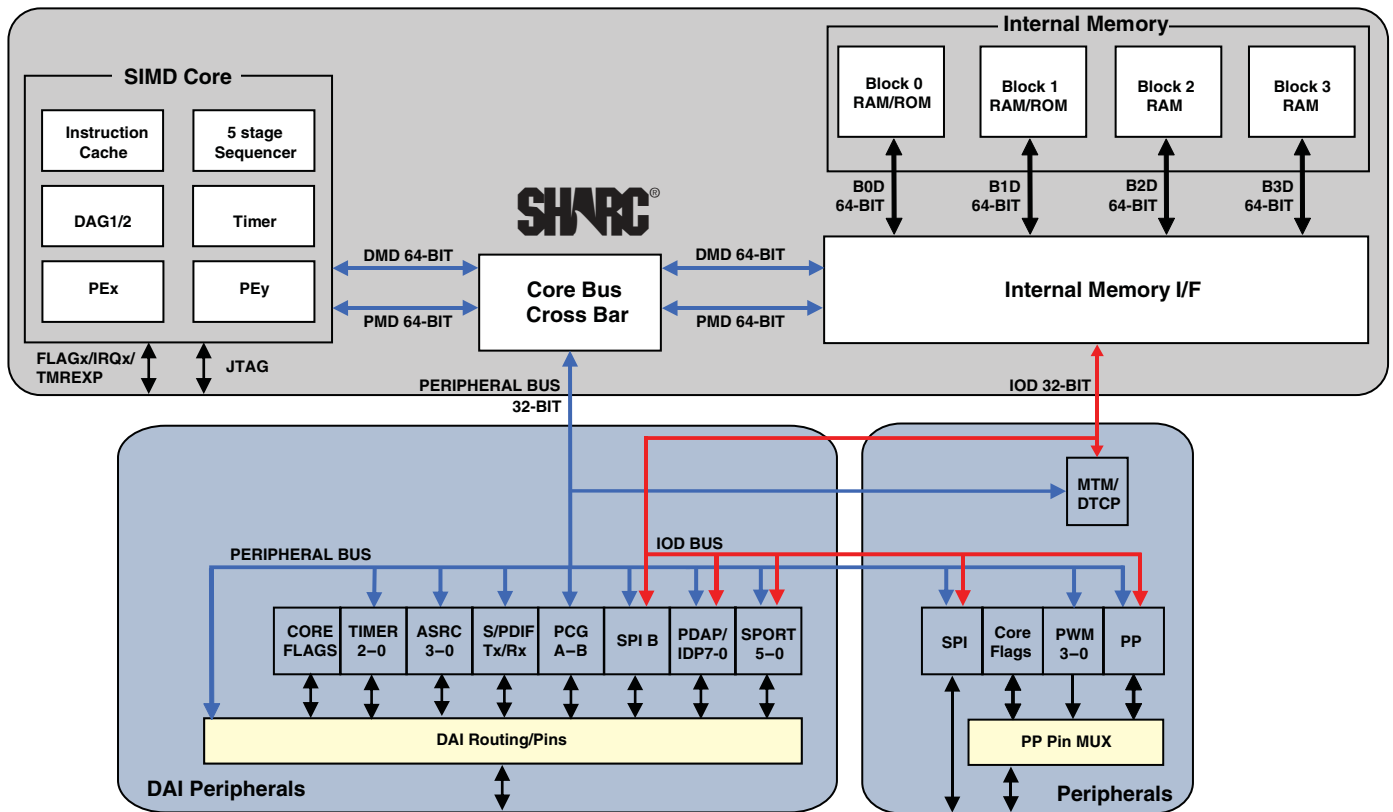 Internal Memory
SIMD Core
Block 0
RAM/ROM
Block 1
RAM/ROM
Block 2
RAM
Block 3
RAM
Instruction
Cache
5 stage
Sequencer
B0D
64-BIT
B1D
64-BIT
B2D
64-BIT
B3D
64-BIT
SHARC®
DAG1/2
Timer
DMD 64-BIT
DMD 64-BIT
PEx
PEy
Core Bus
Cross Bar
Internal Memory I/F
PMD 64-BIT
PMD 64-BIT
FLAGx/IRQx/
TMREXP
JTAG
PERIPHERAL BUS
32-BIT
IOD 32-BIT
MTM/
DTCP
PERIPHERAL BUS
IOD BUS
CORE
FLAGS
TIMER
2–0
ASRC
3–0
S/PDIF
Tx/Rx
PCG
A–B
SPI B
PDAP/
IDP7-0
SPORT
5–0
SPI
Core
Flags
PWM
3–0
PP
DAI Routing/Pins
PP Pin MUX
DAI Peripherals
Peripherals